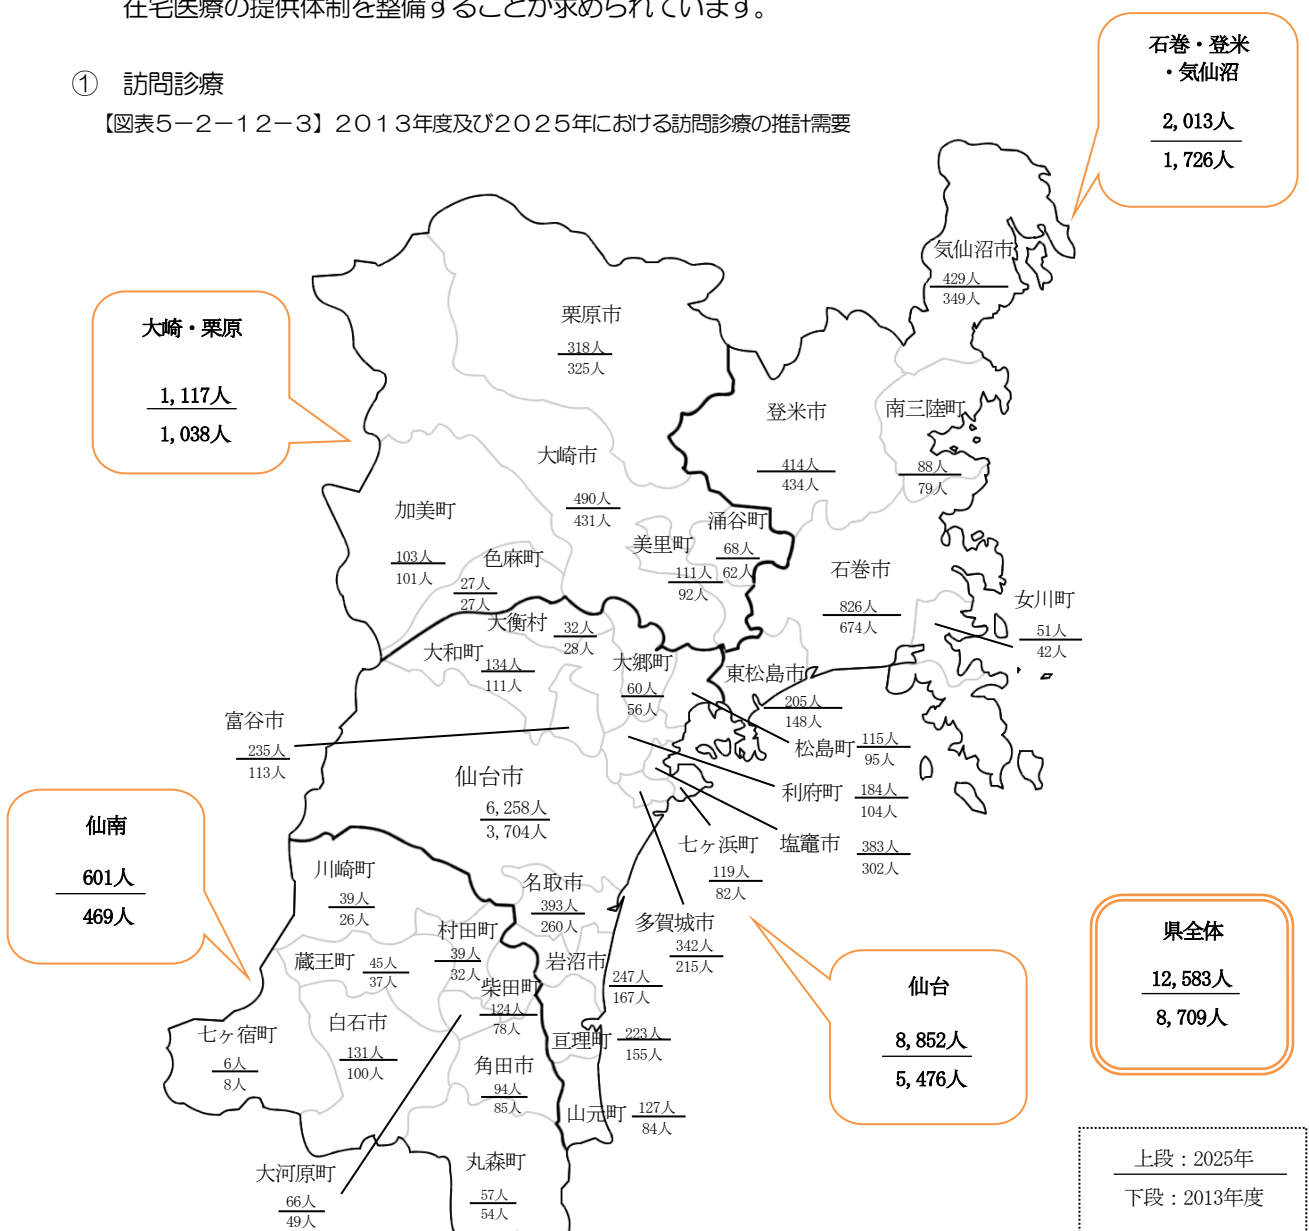 在宅医療の提供体制を整備することが求められています。
① 訪問診療
【図表5-2-12-3】2013年度及び2025年における訪問診療の推計需要
石巻・登米
・気仙沼
2,013人
1,726人
気仙沼市
429人
349人
栗原市
318人
325人
大崎・栗原
1,117人
1,038人
登米市
414人
434人
南三陸町
88人
79人
大崎市
490人
431人
加美町
103人
101人
色麻町
27人
27人
涌谷町
68人
62人
美里町
111人
92人
石巻市
826人
674人
女川町
51人
42人
大衡村
32人
28人
大和町
134人
111人
大郷町
60人
56人
東松島市
205人
148人
富谷市
235人
113人
松島町
115人
95人
仙台市
6,258人
3,704人
利府町
184人
104人
塩竈市
383人
302人
七ヶ浜町
119人
82人
多賀城市
342人
215人
仙南
601人
469人
川崎町
39人
26人
名取市
393人
260人
村田町
39人
32人
蔵王町
45人
37人
岩沼市
247人
167人
柴田町
124人
78人
仙台
8,852人
5,476人
県全体
12,583人
8,709人
七ヶ宿町
6人
8人
白石市
131人
100人
亘理町
223人
155人
角田市
94人
85人
山元町
127人
84人
大河原町
66人
49人
丸森町
57人
54人
上段：2025年
下段：2013年度